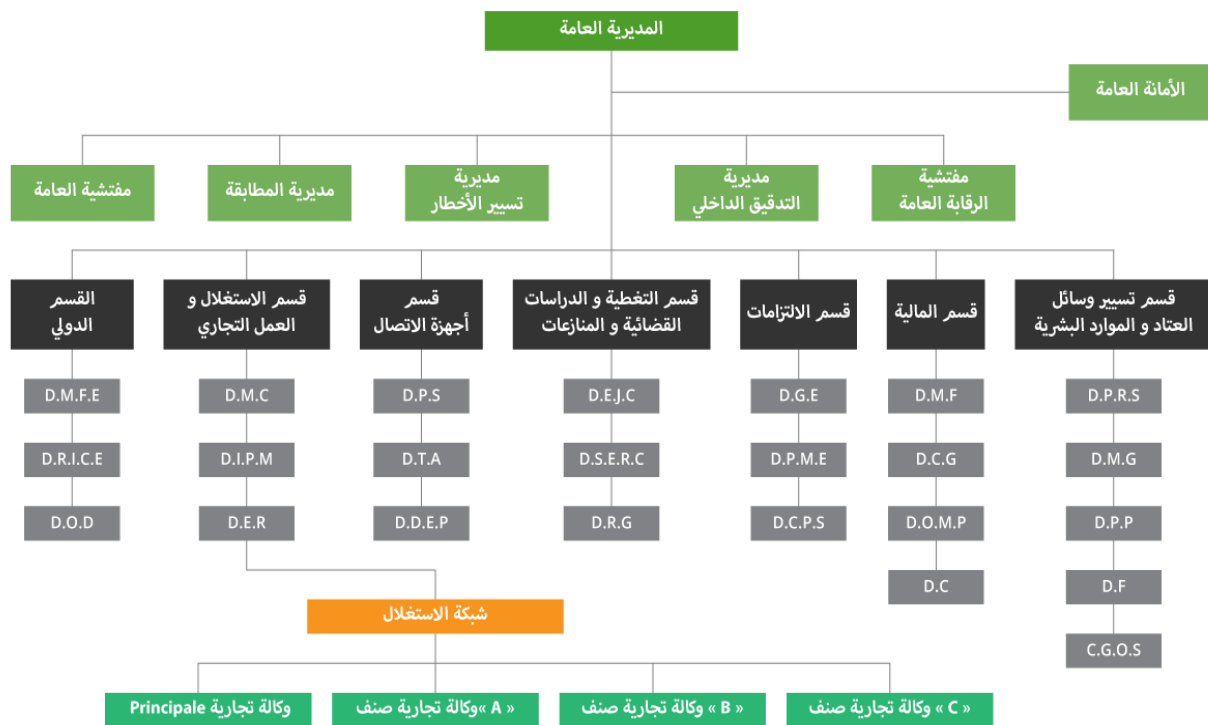 المديرية العامة
الأمانة العامة
مفتشية
الرقابة العامة
مديرية
التدقيق الداخلي
مديرية
تسيير الأخطار
مديرية المطابقة
مفتشية العامة
قسم تسيير وسائل
العتاد و الموارد البشرية
قسم المالية
قسم الالتزامات
قسم التغطية و الدراسات
القضائية و المنازعات
قسم
أجهزة الاتصال
قسم الاستغلال و
العمل التجاري
القسم
الدولي
D.P.R.S
D.M.G
D.P.P
D.F
C.G.O.S
D.M.F
D.C.G
D.O.M.P
D.C
D.G.E
D.P.M.E
D.C.P.S
D.E.J.C
D.S.E.R.C
D.R.G
D.P.S
D.T.A
D.D.E.P
D.M.C
D.I.P.M
D.E.R
D.M.F.E
D.R.I.C.E
D.O.D
شبكة الاستغلال
« C » وكالة تجارية صنف
« B » وكالة تجارية صنف
« A »وكالة تجارية صنف
وكالة تجارية Principale